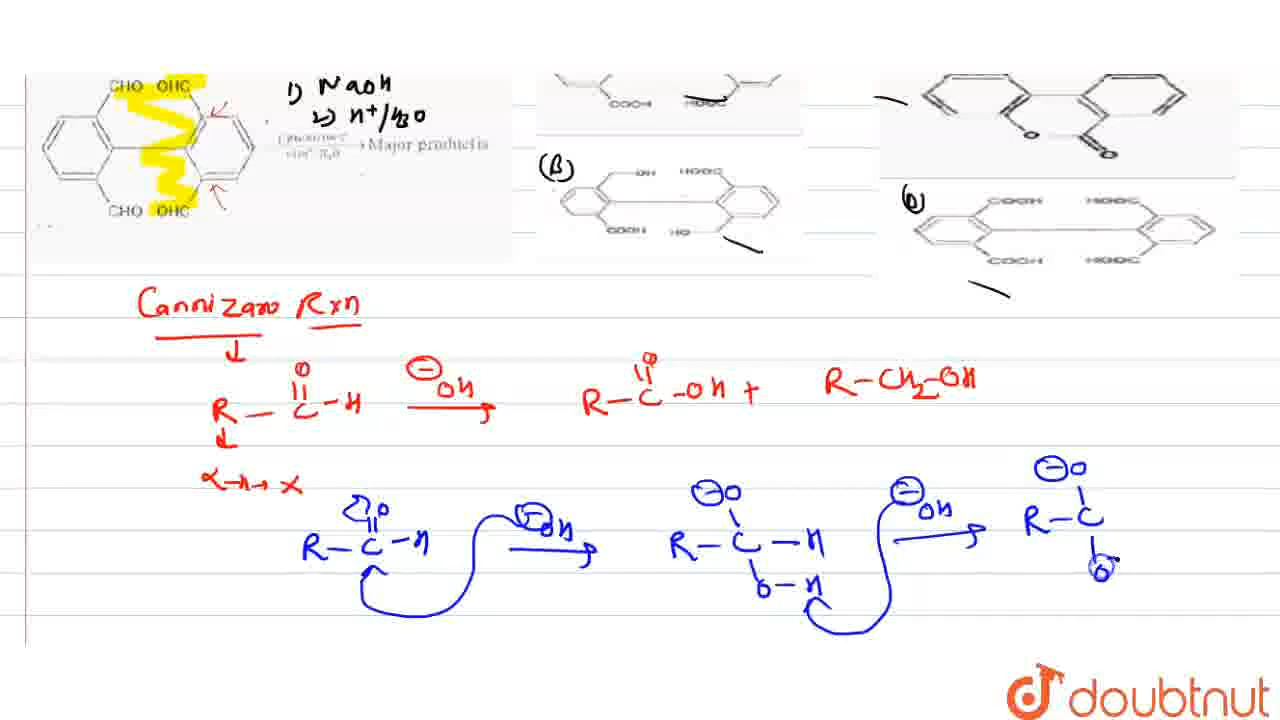 CHO OHC
1) NaOH
2) H+/H2O
Major product is
CHO OHC
COOH HOOC
(B)
OH HOOC
COOH HO
O
O
(D)
COOH HOOC
COOH HOOC
Cannizaro Rxn
O
R - C - H
⊖OH
O
R - C - OH + R - CH2 - OH
α-H → X
O
R - C - H
⊖OH
⊖O
R - C - H
O - H
⊖OH
⊖O
R - C
O-
doubtnut